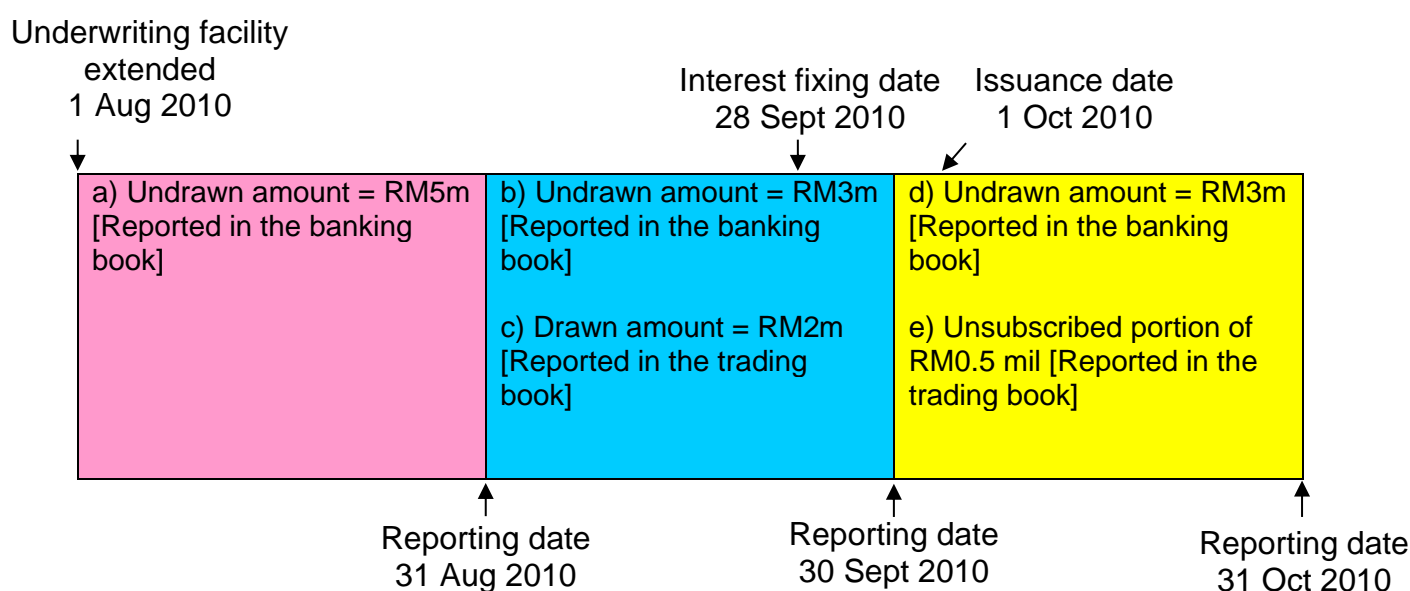 Underwriting facility
extended
1 Aug 2010
Interest fixing date
28 Sept 2010
Issuance date
1 Oct 2010
a) Undrawn amount = RM5m
[Reported in the banking
book]
b) Undrawn amount = RM3m
[Reported in the banking
book]
c) Drawn amount = RM2m
[Reported in the trading
book]
d) Undrawn amount = RM3m
[Reported in the banking
book]
e) Unsubscribed portion of
RM0.5 mil [Reported in the
trading book]
Reporting date
31 Aug 2010
Reporting date
30 Sept 2010
Reporting date
31 Oct 2010